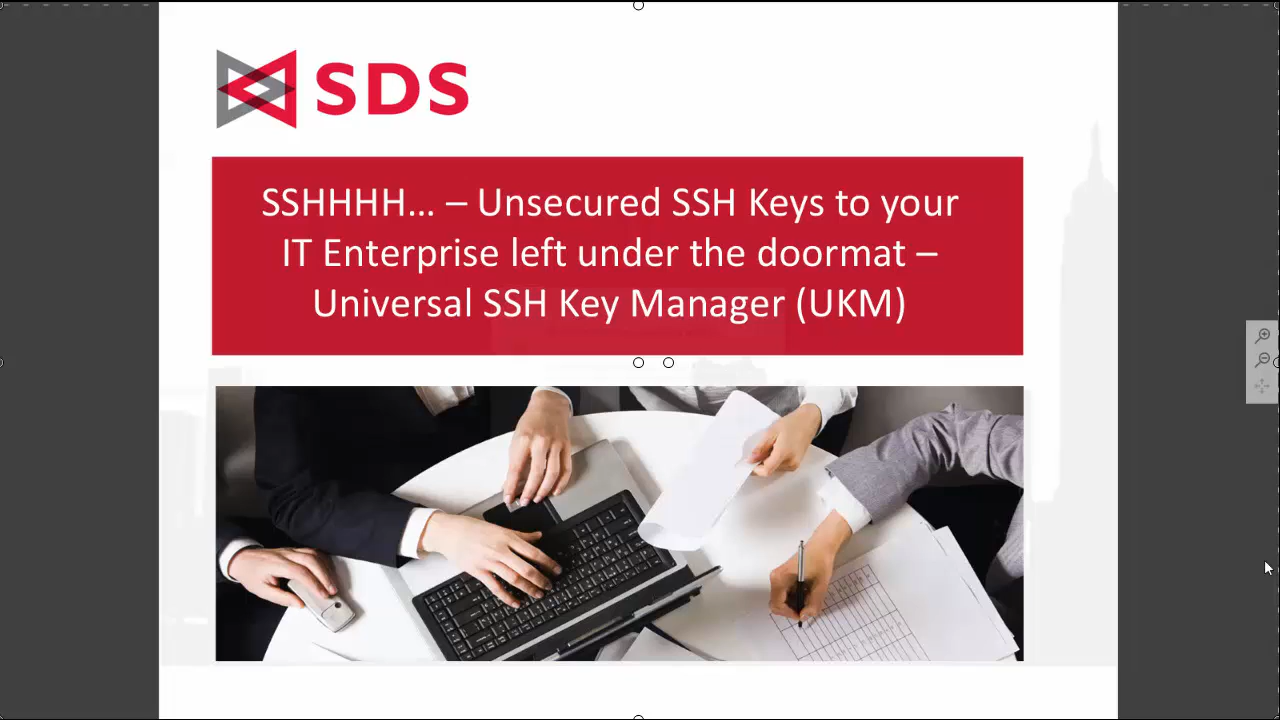 SDS
SSHHHH... – Unsecured SSH Keys to your
IT Enterprise left under the doormat –
Universal SSH Key Manager (UKM)